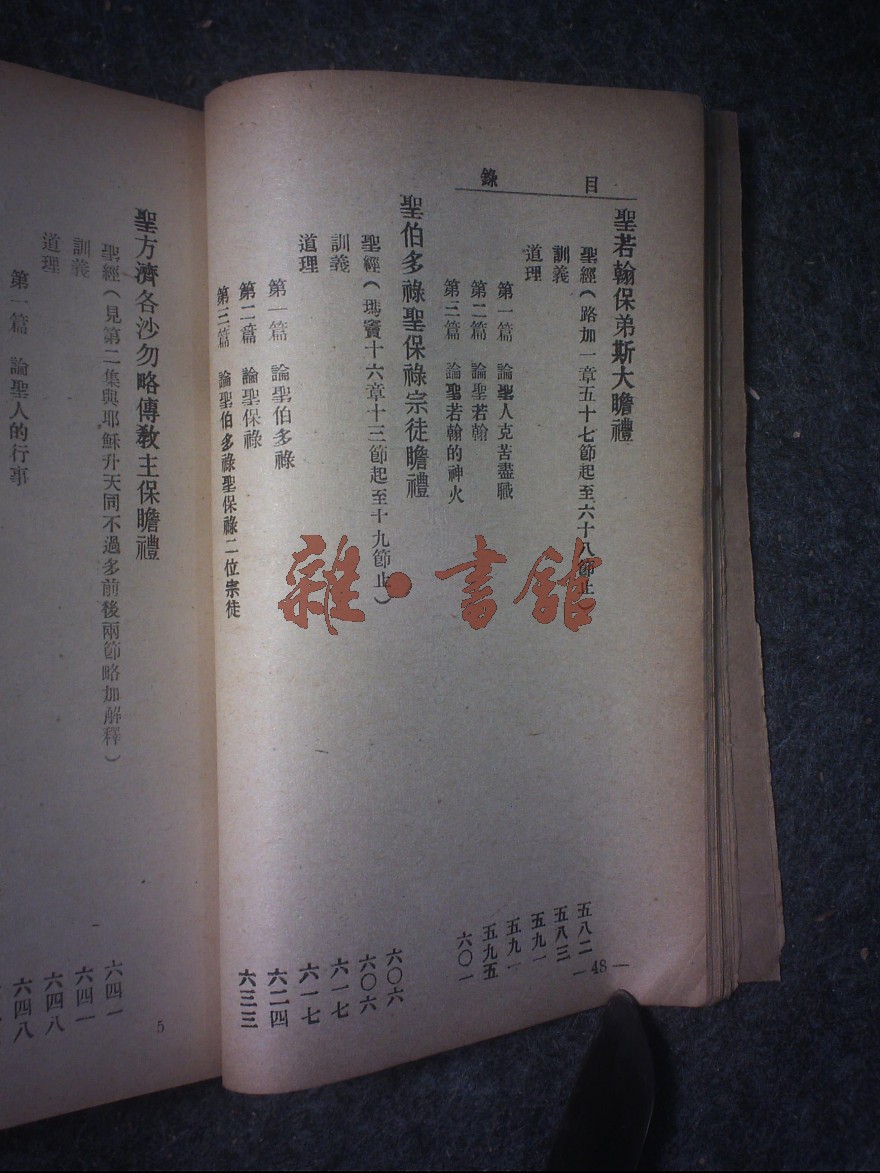 目錄
聖若翰保弟斯大瞻禮
聖經（路加一章五十七節起至六十八節止） 五八二
訓義 五八三
道理 五九一
第一篇 論聖人克苦盡職 五九一
第二篇 論聖若翰 五九五
第三篇 論聖若翰的神火 六〇一
聖伯多祿聖保祿宗徒瞻禮
聖經（瑪竇十六章十三節起至十九節止） 六〇六
訓義 六〇六
道理 六一七
第一篇 論聖伯多祿 六一七
第二篇 論聖保祿 六二四
第三篇 論聖伯多祿聖保祿二位宗徒 六三三
—48—
聖方濟各沙勿略傳教主保瞻禮
聖經（見第二集與耶穌升天同不過多前後兩節略加解釋） 六四一
訓義 六四一
道理 六四八
第一篇 論聖人的行事 六四八
5
雜·書館